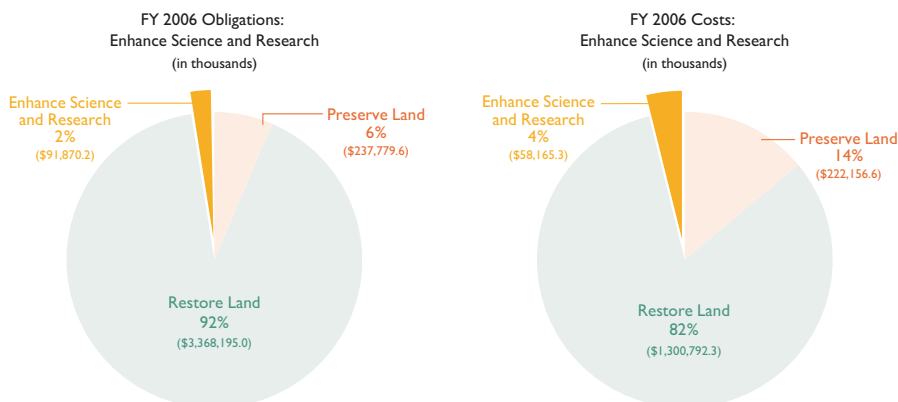 FY 2006 Obligations:
Enhance Science and Research
(in thousands)
Enhance Science
and Research
2%
($91,870.2)
Preserve Land
6%
($237,779.6)
Restore Land
92%
($3,368,195.0)
FY 2006 Costs:
Enhance Science and Research
(in thousands)
Enhance Science
and Research
4%
($58,165.3)
Preserve Land
14%
($222,156.6)
Restore Land
82%
($1,300,792.3)